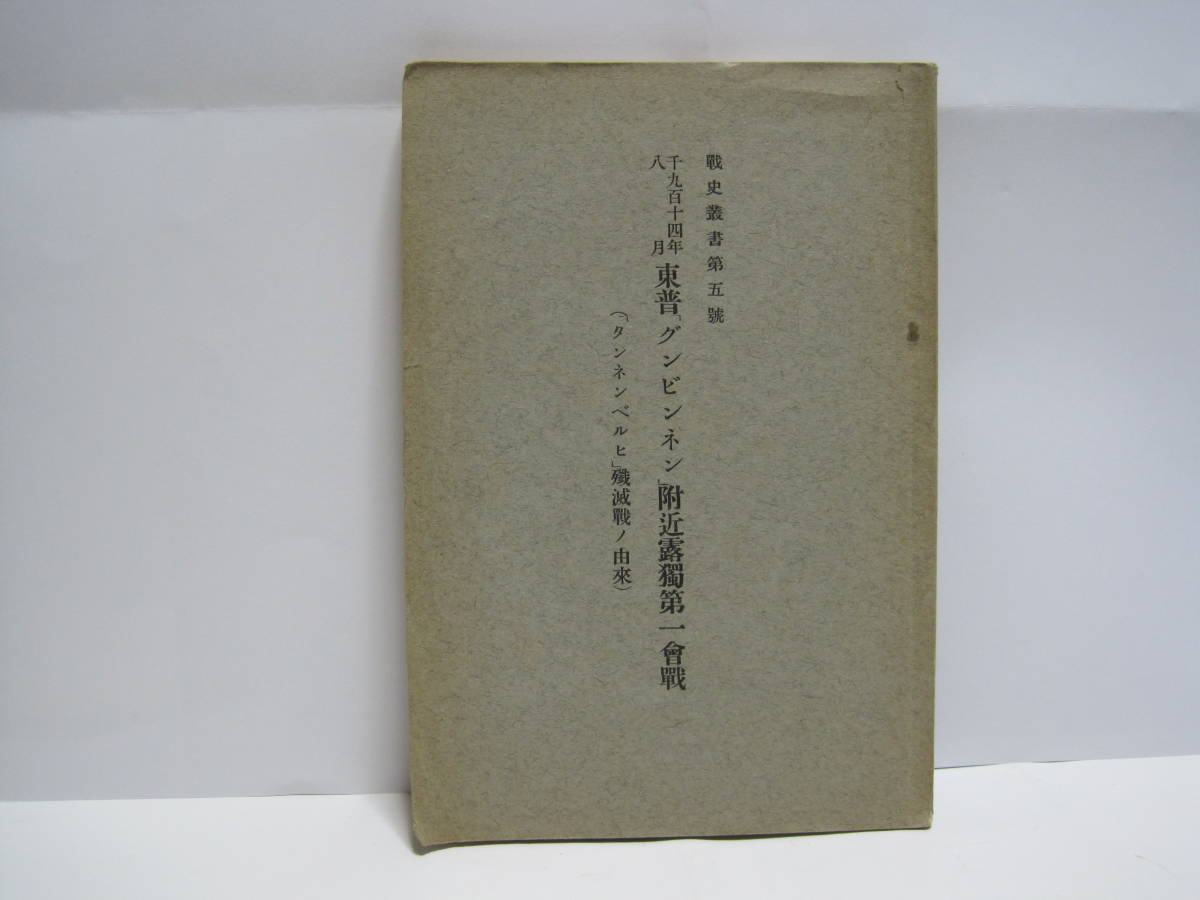 戰史叢書第五號
千九百十四年八月東普「グンビンネン」附近露獨第一會戰
(「タンネンベルヒ」殲滅戰ノ由來)